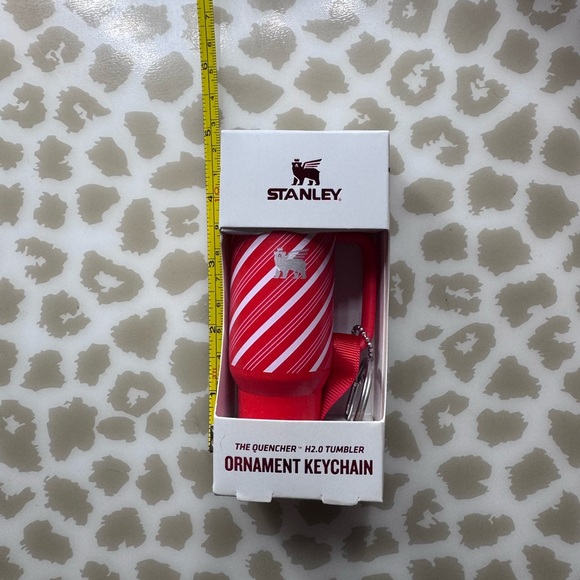 STANLEY
THE QUENCHER™ H2.0 TUMBLER
ORNAMENT KEYCHAIN